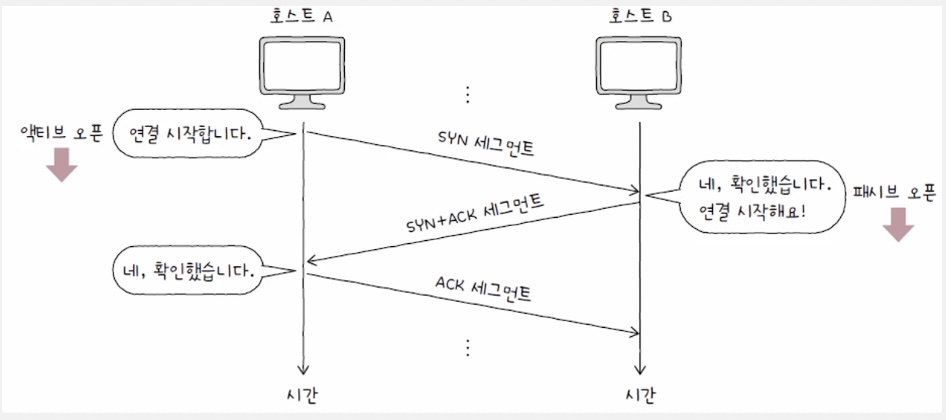 호스트 A
호스트 B
액티브 오픈
연결 시작합니다.
SYN 세그먼트
네, 확인했습니다.
연결 시작해요!
패시브 오픈
SYN+ACK 세그먼트
네, 확인했습니다.
ACK 세그먼트
시간
시간